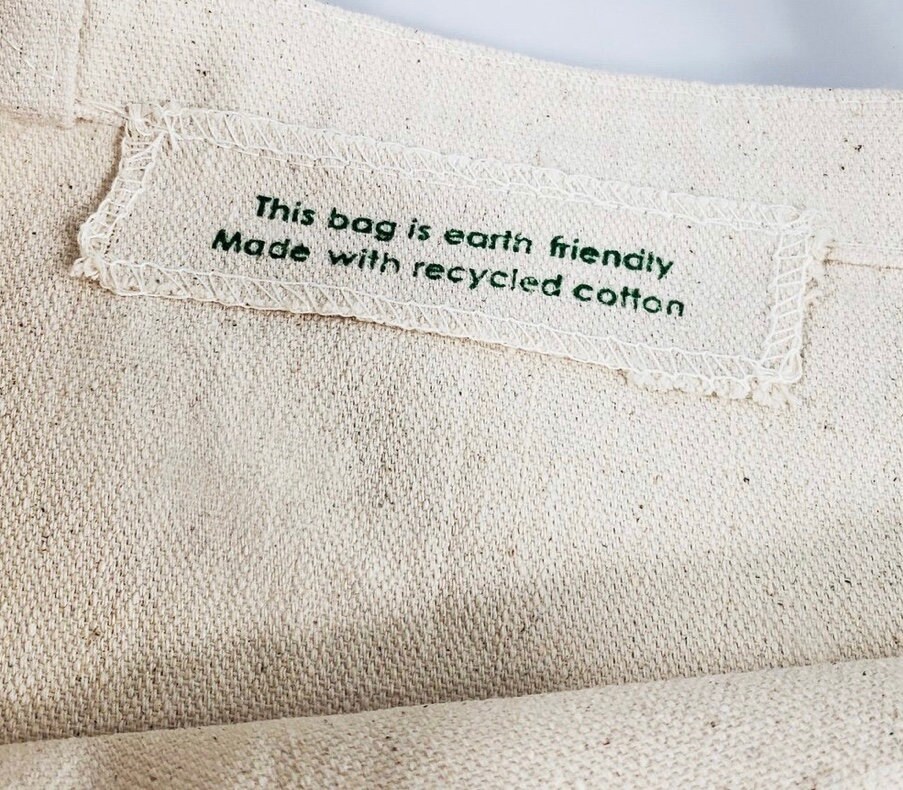 This bag is earth friendly
Made with recycled cotton